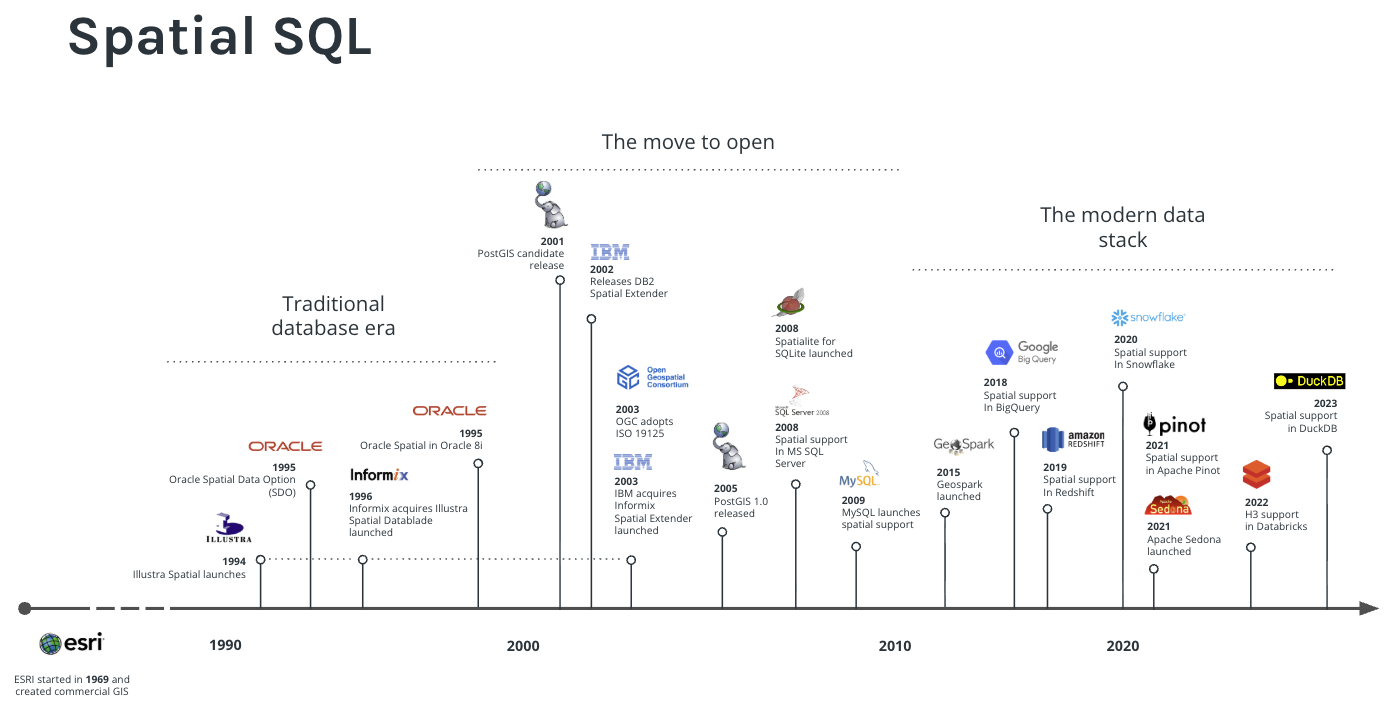 Spatial SQL
The move to open
The modern data
stack
Traditional
database era
ORACLE
1995
Oracle Spatial Data Option
(SDO)
ILLUSTRA
1994
Illustra Spatial launches
Informix
1996
Informix acquires Illustra
Spatial Datablade
launched
ORACLE
1995
Oracle Spatial in Oracle 8i
2001
PostGIS candidate
release
IBM
2002
Releases DB2
Spatial Extender
Open
Geospatial
Consortium
2003
OGC adopts
ISO 19125
IBM
2003
IBM acquires
Informix
Spatial Extender
launched
2005
PostGIS 1.0
released
2008
Spatialite for
SQLite launched
Microsoft
SQL Server 2008
2008
Spatial support
In MS SQL
Server
MySQL
2009
MySQL launches
spatial support
GeoSpark
2015
Geospark
launched
Google
Big Query
2018
Spatial support
In BigQuery
amazon
REDSHIFT
2019
Spatial support
In Redshift
snowflake
2020
Spatial support
In Snowflake
pinot
2021
Spatial support
in Apache Pinot
Sedona
2021
Apache Sedona
launched
2022
H3 support
in Databricks
DuckDB
2023
Spatial support
in DuckDB
esri
1990
2000
2010
2020
ESRI started in 1969 and
created commercial GIS